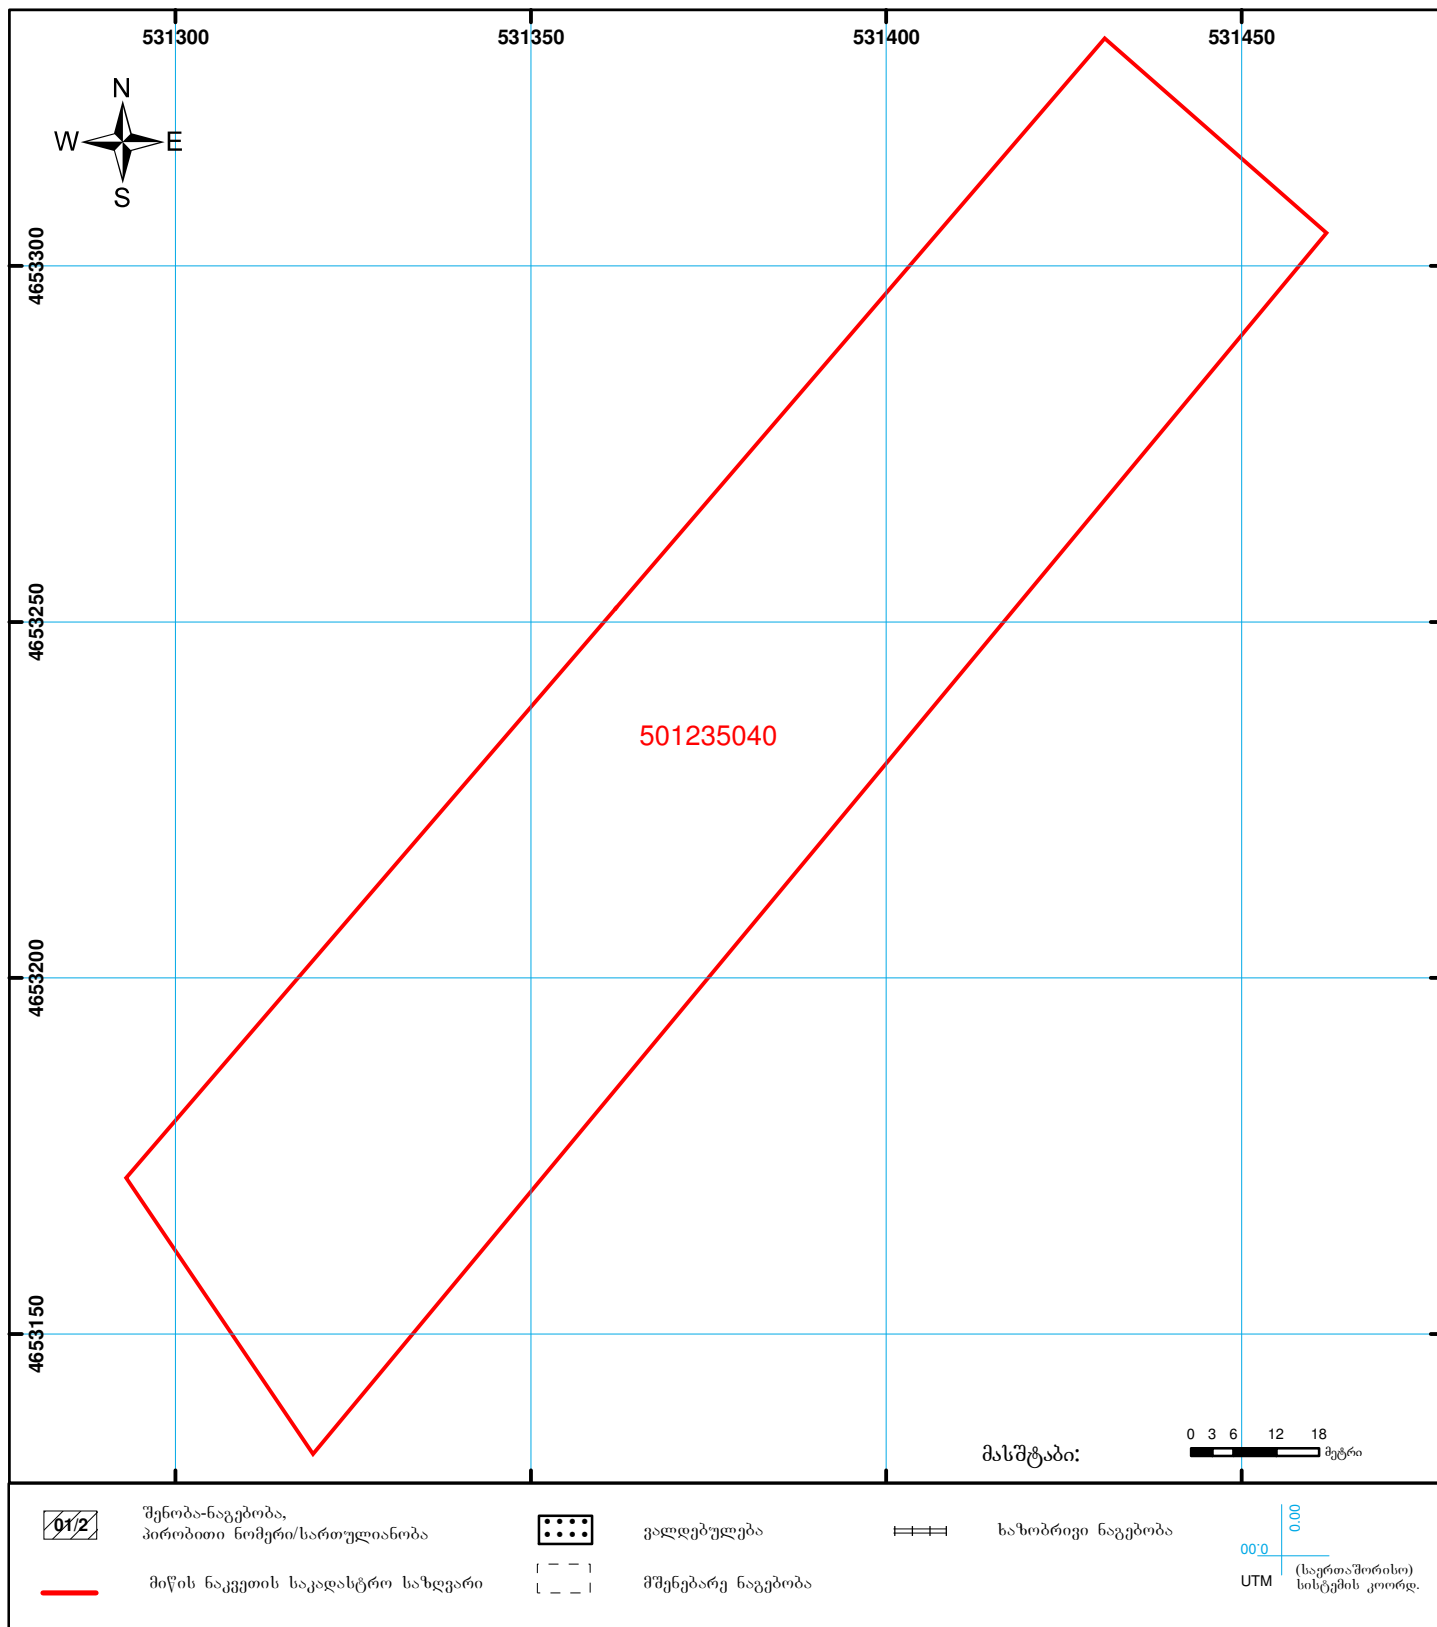 531300 531350 531400 531450
N
W E
S
4653300
4653250
501235040
4653200
4653150
მასშტაბი:
0 3 6 12 18
მეტრი
01/2
შენობა-ნაგებობა,
პირობითი ნომერი/სართულიანობა
ვალდებულება
ხაზობრივი ნაგებობა
00.0
00.0
მიწის ნაკვეთის საკადასტრო საზღვარი
მშენებარე ნაგებობა
UTM
(საერთაშორისო)
სისტემის კოორდ.